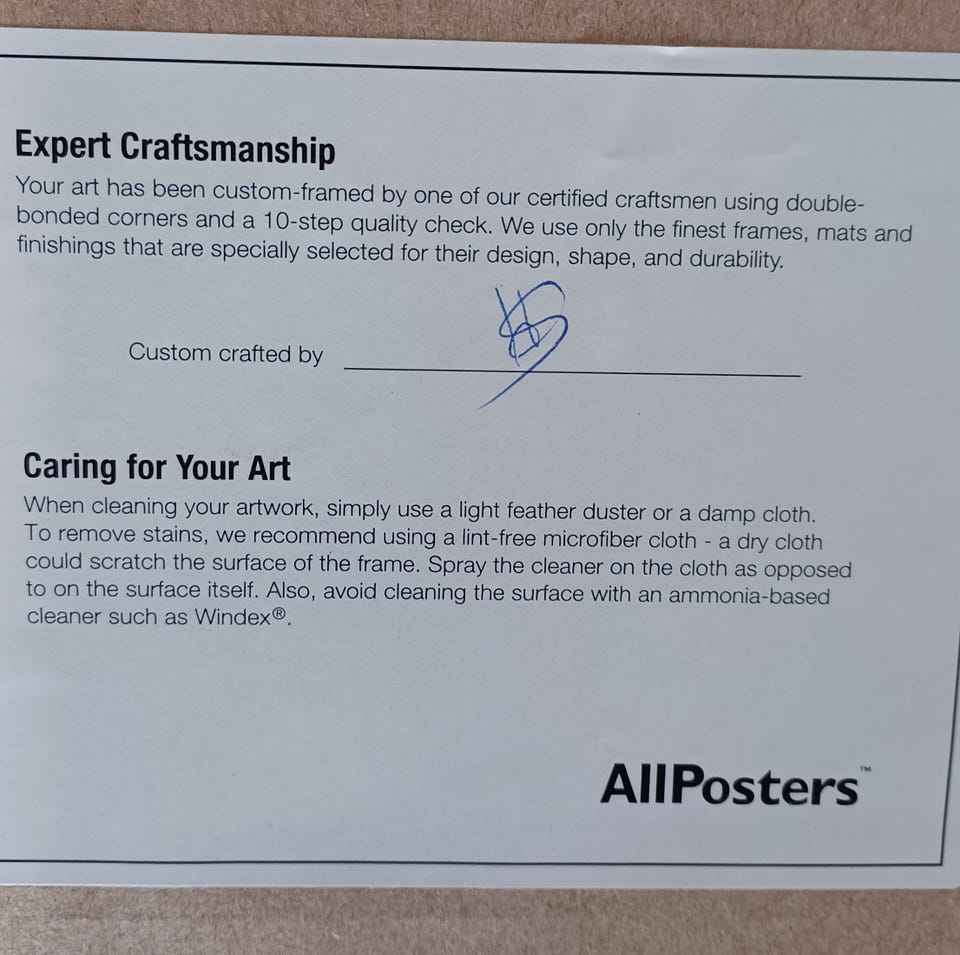 Expert Craftsmanship
Your art has been custom-framed by one of our certified craftsmen using double-
bonded corners and a 10-step quality check. We use only the finest frames, mats and
finishings that are specially selected for their design, shape, and durability.
Custom crafted by
Caring for Your Art
When cleaning your artwork, simply use a light feather duster or a damp cloth.
To remove stains, we recommend using a lint-free microfiber cloth - a dry cloth
could scratch the surface of the frame. Spray the cleaner on the cloth as opposed
to on the surface itself. Also, avoid cleaning the surface with an ammonia-based
cleaner such as Windex®.
AllPosters™